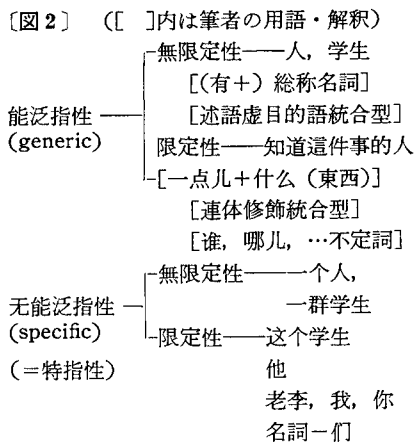 〔図2〕 （［ ］内は筆者の用語・解釈）
無限定性——人，学生
［（有＋）総称名詞］
［述語虚目的語統合型］
能泛指性
(generic)
限定性——知道這件事的人
［一点儿＋什么（東西）］
［連体修飾統合型］
［谁，哪儿，…不定詞］
無限定性——一个人，
一群学生
无能泛指性
(specific)
限定性——这个学生
（＝特指性）
他
老李，我，你
名詞－们